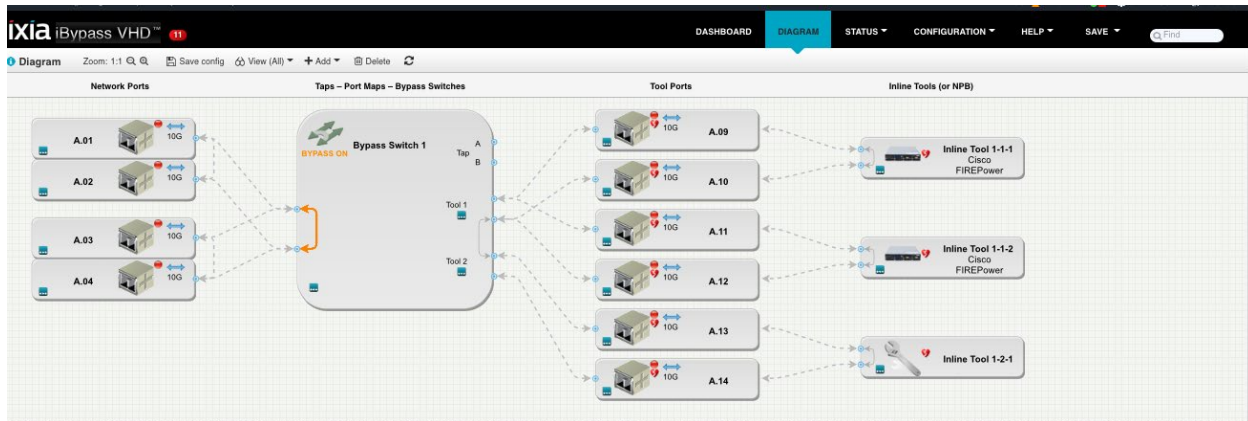 ixia iBypass VHD™ 11
DASHBOARD DIAGRAM STATUS CONFIGURATION HELP SAVE Find
Diagram Zoom: 1:1 Save config View (All) Add Delete
Network Ports Taps – Port Maps – Bypass Switches Tool Ports Inline Tools (or NPB)
A.01 10G
A.02 10G
A.03 10G
A.04 10G
BYPASS ON Bypass Switch 1
Tap A
B
Tool 1
Tool 2
10G A.09
10G A.10
10G A.11
10G A.12
10G A.13
10G A.14
Inline Tool 1-1-1
Cisco
FIREPower
Inline Tool 1-1-2
Cisco
FIREPower
Inline Tool 1-2-1